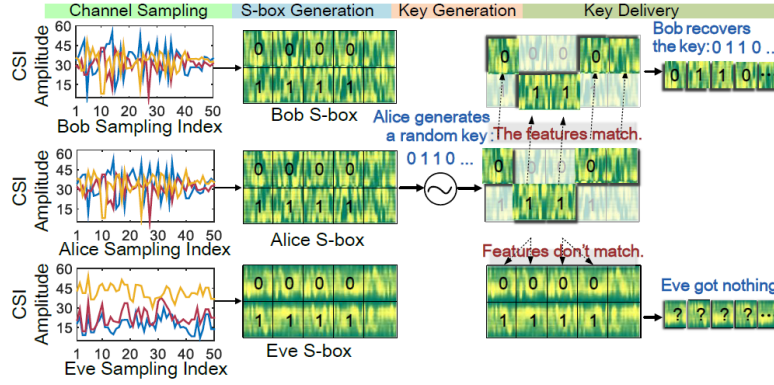 Channel Sampling
S-box Generation
Key Generation
Key Delivery
CSI
Amplitude
60
45
30
15
1 10 20 30 40 50
Bob Sampling Index
0 0 0 0
1 1 1 1
Bob S-box
0 0 0 0
1 1
Bob recovers
the key: 0 1 1 0 ...
0 1 1 0 ...
Alice generates
a random key:
0 1 1 0 ...
The features match.
CSI
Amplitude
60
45
30
15
1 10 20 30 40 50
Alice Sampling Index
0 0 0 0
1 1 1 1
Alice S-box
0 0 0 0
1 1 1 1
Features don't match.
CSI
Amplitude
60
45
30
15
1 10 20 30 40 50
Eve Sampling Index
0 0 0 0
1 1 1 1
Eve S-box
0 0 0 0
1 1 1 1
Eve got nothing
? ? ? ? ...